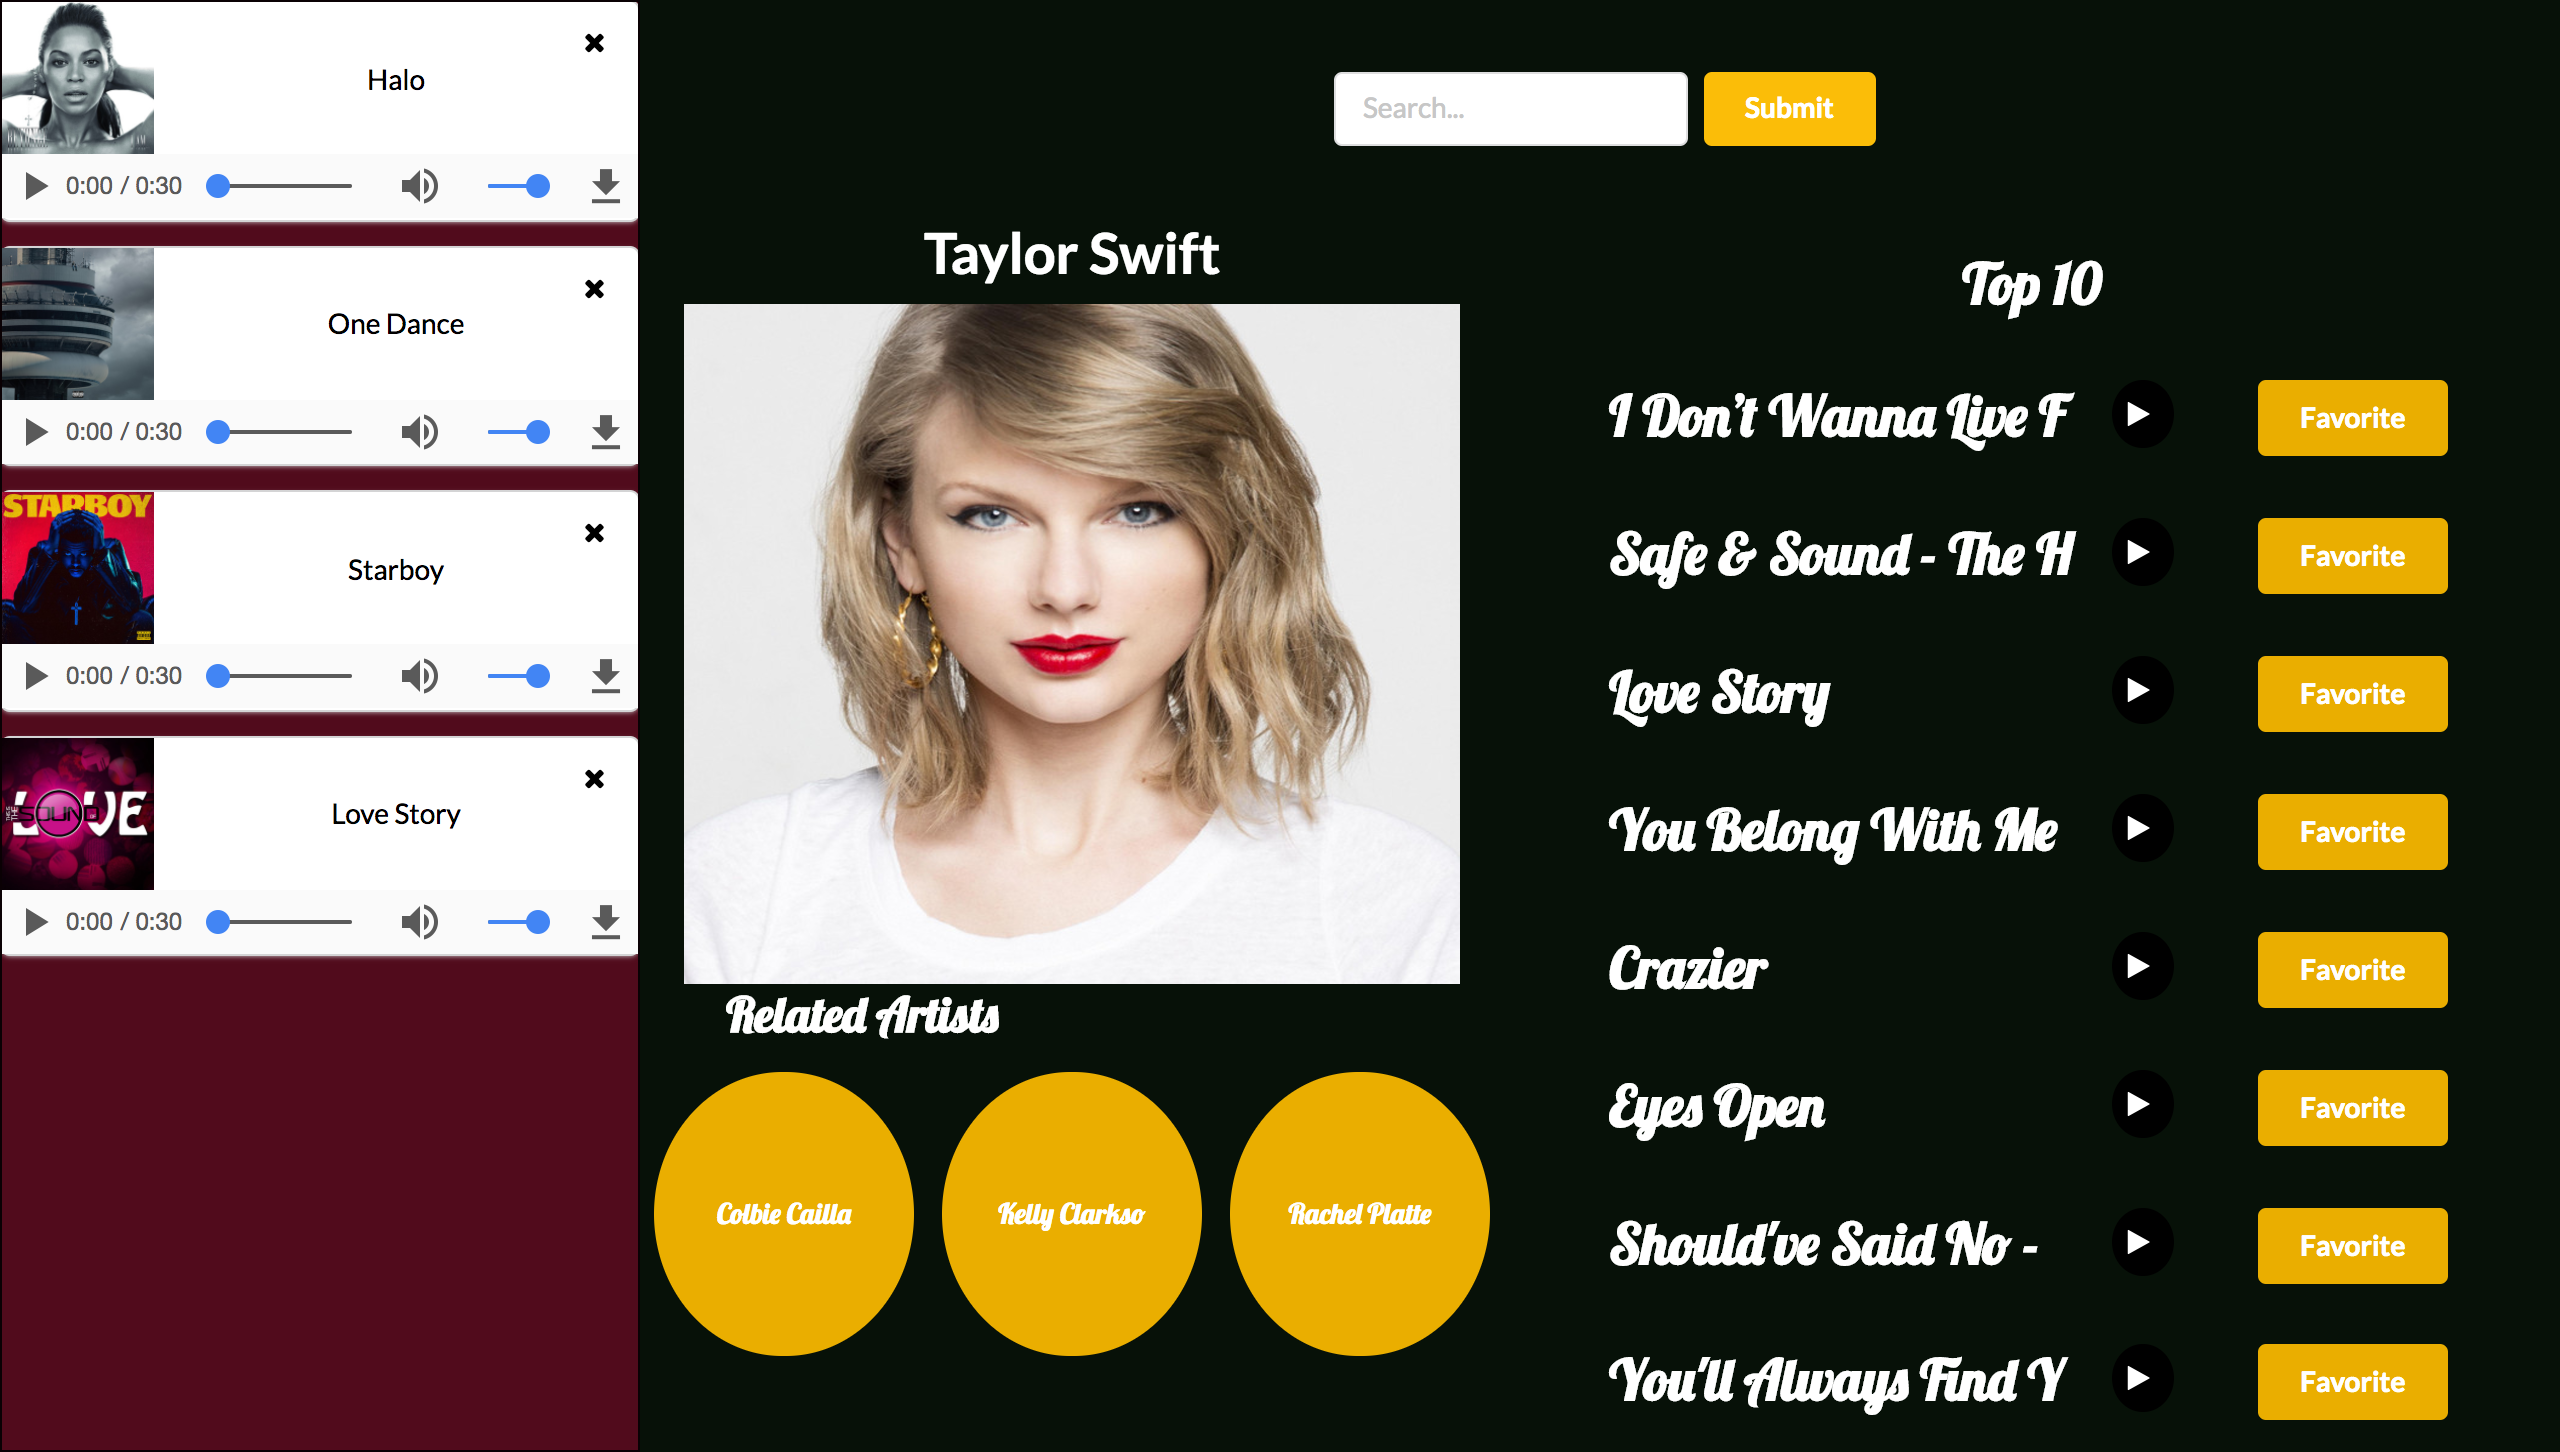 Halo
0:00 / 0:30
One Dance
0:00 / 0:30
STARBOY
Starboy
0:00 / 0:30
LOVE
SOUND
Love Story
0:00 / 0:30
Search...
Submit
Taylor Swift
Related Artists
Colbie Cailla
Kelly Clarkso
Rachel Platte
Top 10
I Don’t Wanna Live F
Favorite
Safe & Sound - The H
Favorite
Love Story
Favorite
You Belong With Me
Favorite
Crazier
Favorite
Eyes Open
Favorite
Should've Said No -
Favorite
You'll Always Find Y
Favorite